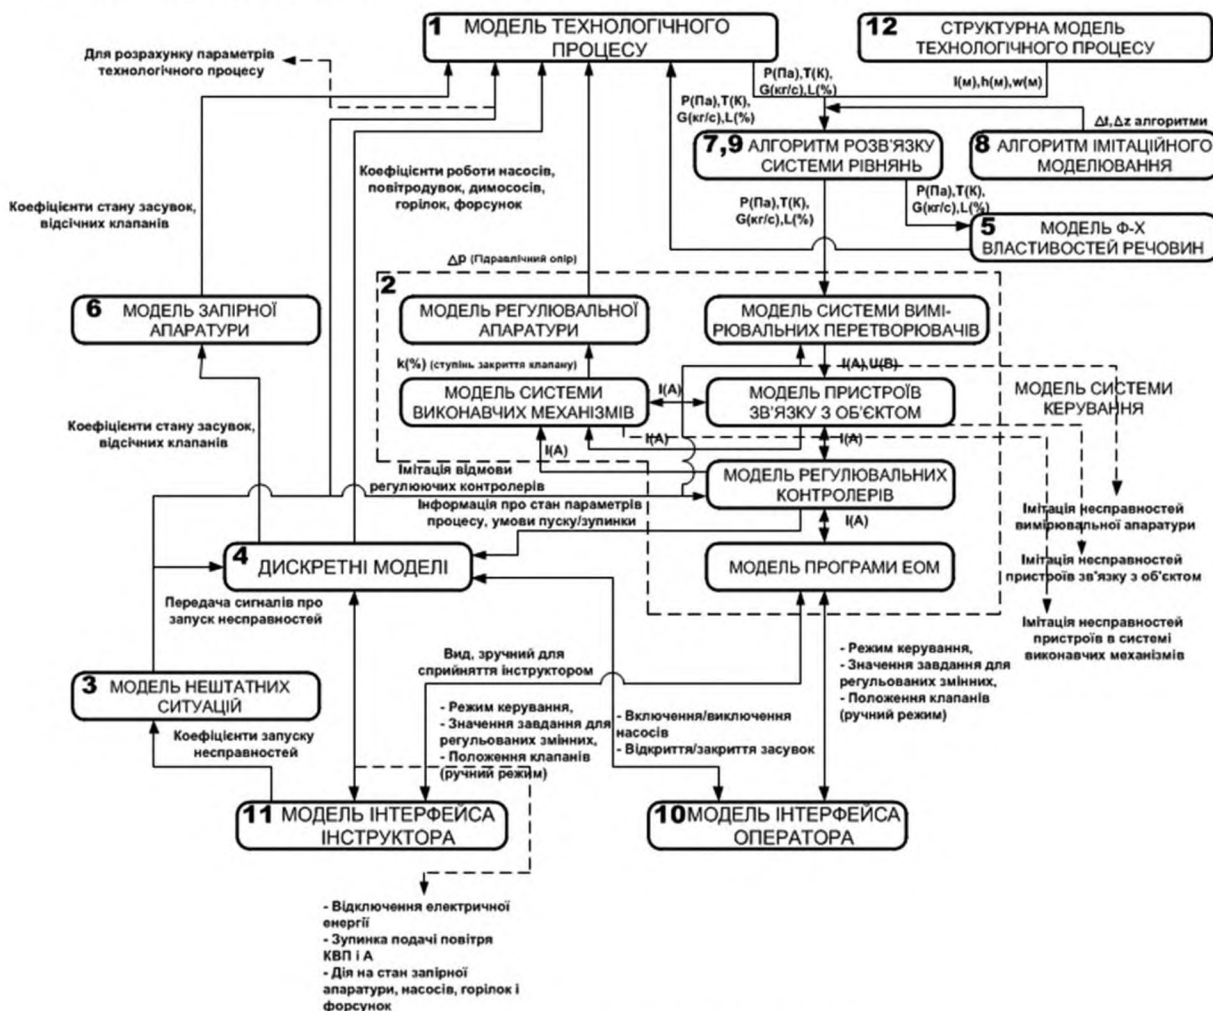 1 МОДЕЛЬ ТЕХНОЛОГІЧНОГО
ПРОЦЕСУ
12 СТРУКТУРНА МОДЕЛЬ
ТЕХНОЛОГІЧНОГО ПРОЦЕСУ
Для розрахунку параметрів
технологічного процесу
P(Па),T(К),
G(кг/с),L(%)
l(м),h(м),w(м)
P(Па),T(К),
G(кг/с),L(%)
Δt,Δz алгоритми
7,9 АЛГОРИТМ РОЗВ'ЯЗКУ
СИСТЕМИ РІВНЯНЬ
8 АЛГОРИТМ ІМІТАЦІЙНОГО
МОДЕЛЮВАННЯ
Коефіцієнти роботи насосів,
повітродувок, димососів,
горілок, форсунок
Коефіцієнти стану засувок,
відсічних клапанів
P(Па),T(К),
G(кг/с),L(%)
P(Па),T(К),
G(кг/с),L(%)
5 МОДЕЛЬ Ф-Х
ВЛАСТИВОСТЕЙ РЕЧОВИН
Δp (Гідравлічний опір)
2
6 МОДЕЛЬ ЗАПІРНОЇ
АПАРАТУРИ
МОДЕЛЬ РЕГУЛЮВАЛЬНОЇ
АПАРАТУРИ
МОДЕЛЬ СИСТЕМИ ВИМІ-
РЮВАЛЬНИХ ПЕРЕТВОРЮВАЧІВ
k(%) (ступінь закриття клапану)
I(А),U(В)
МОДЕЛЬ СИСТЕМИ
ВИКОНАВЧИХ МЕХАНІЗМІВ
I(А)
МОДЕЛЬ ПРИСТРОЇВ
ЗВ'ЯЗКУ З ОБ'ЄКТОМ
МОДЕЛЬ СИСТЕМИ
КЕРУВАННЯ
Коефіцієнти стану засувок,
відсічних клапанів
I(А)
I(А)
I(А)
Імітація відмови
регулюючих контролерів
МОДЕЛЬ РЕГУЛЮВАЛЬНИХ
КОНТРОЛЕРІВ
Інформація про стан параметрів
процесу, умови пуску/зупинки
I(А)
Імітація несправностей
вимірювальної апаратури
4 ДИСКРЕТНІ МОДЕЛІ
МОДЕЛЬ ПРОГРАМИ ЕОМ
Імітація несправностей
пристроїв зв'язку з об'єктом
Передача сигналів про
запуск несправностей
Імітація несправностей
пристроїв в системі
виконавчих механізмів
Вид, зручний для
сприйняття інструктором
- Режим керування,
- Значення завдання для
регульованих змінних,
- Положення клапанів
(ручний режим)
3 МОДЕЛЬ НЕШТАТНИХ
СИТУАЦІЙ
- Режим керування,
- Значення завдання для
регульованих змінних,
- Положення клапанів
(ручний режим)
- Включення/виключення
насосів
- Відкриття/закриття засувок
Коефіцієнти запуску
несправностей
11 МОДЕЛЬ ІНТЕРФЕЙСА
ІНСТРУКТОРА
10 МОДЕЛЬ ІНТЕРФЕЙСА
ОПЕРАТОРА
- Відключення електричної
енергії
- Зупинка подачі повітря
КВП і А
- Дія на стан запірної
апаратури, насосів, горілок і
форсунок